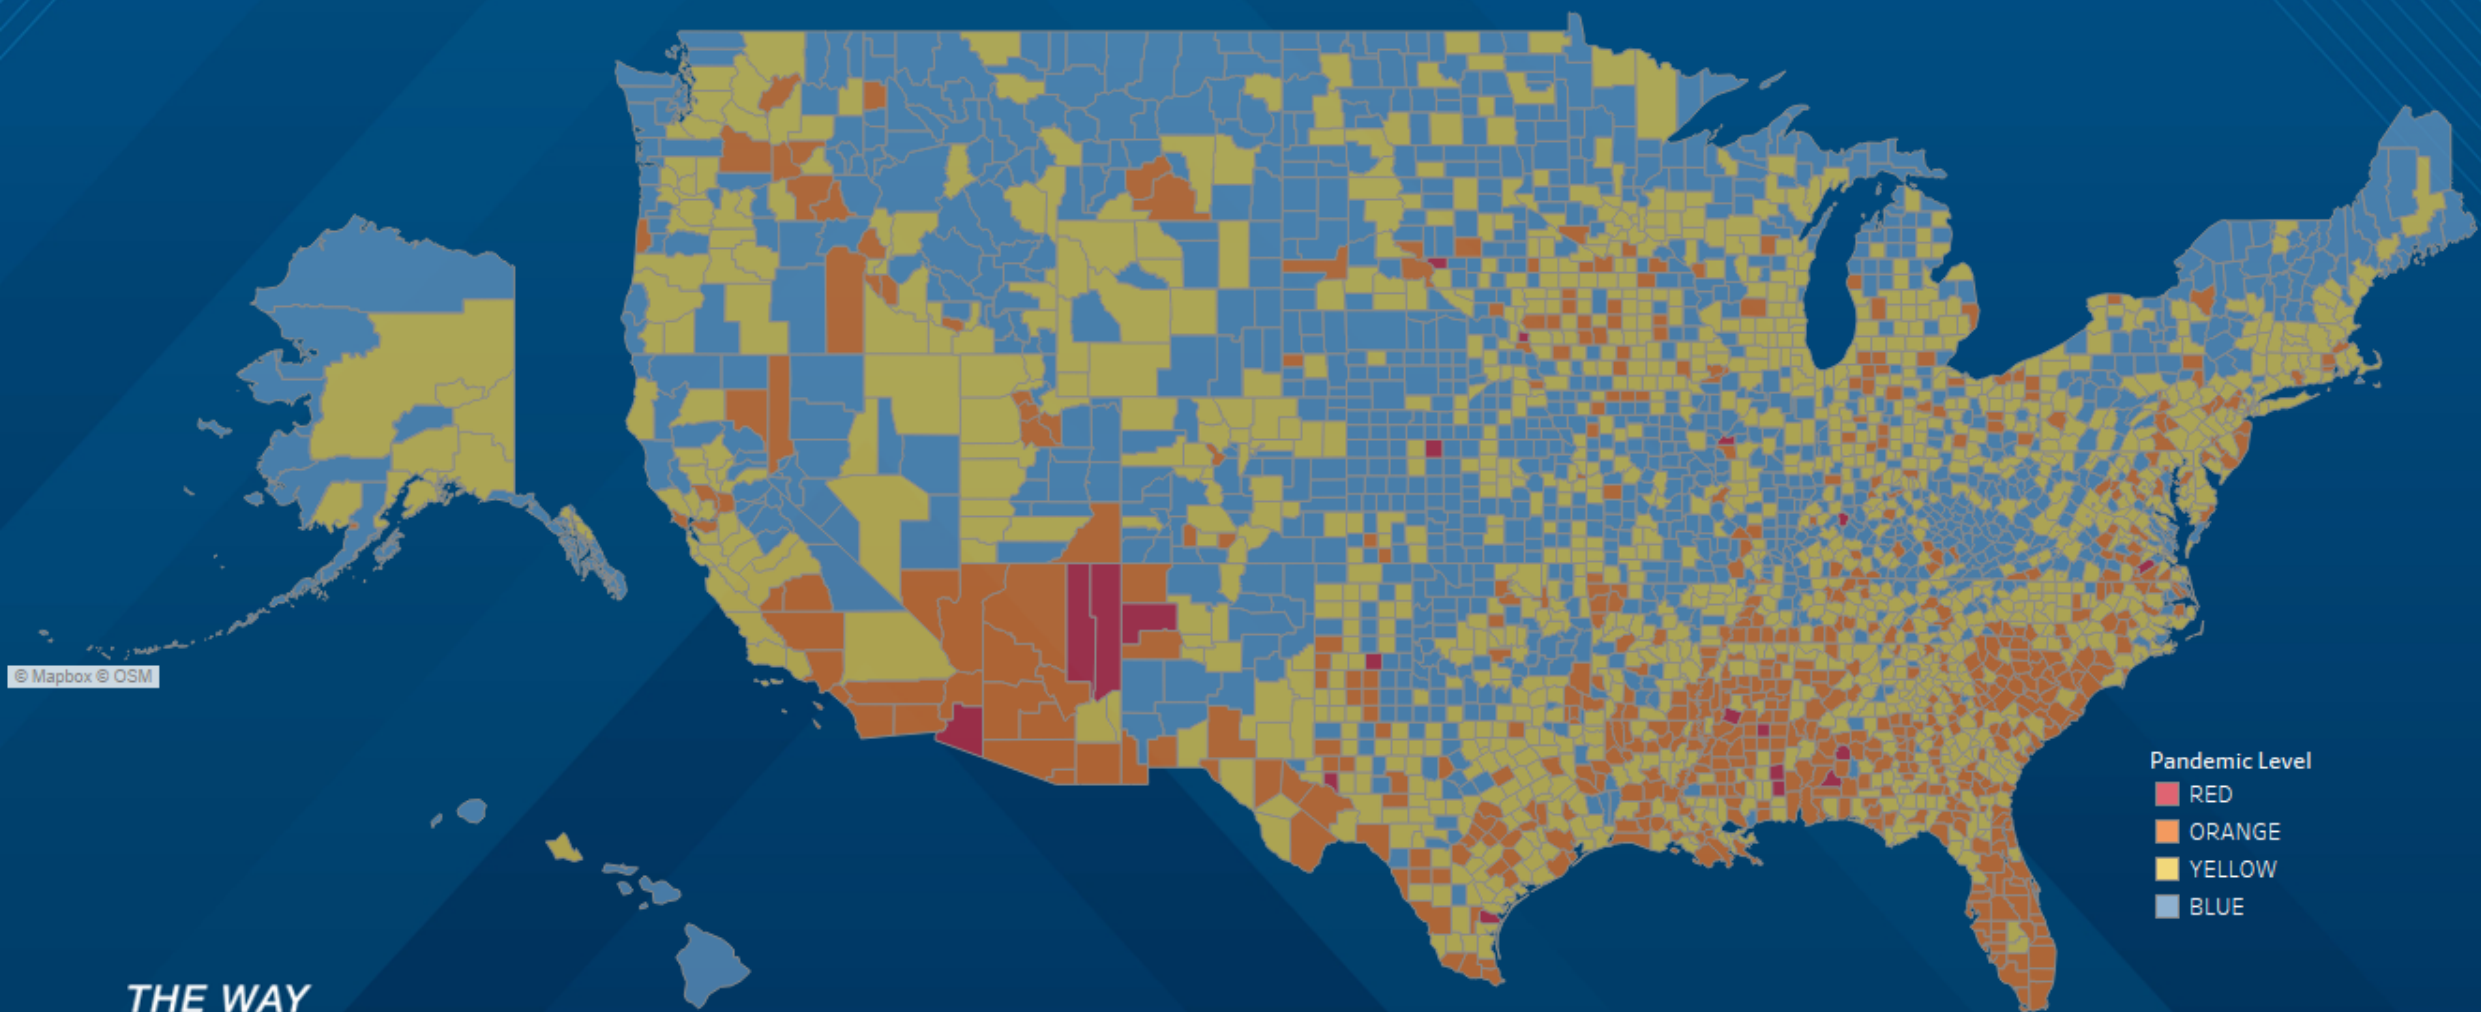 © Mapbox © OSM
Pandemic Level
RED
ORANGE
YELLOW
BLUE
THE WAY